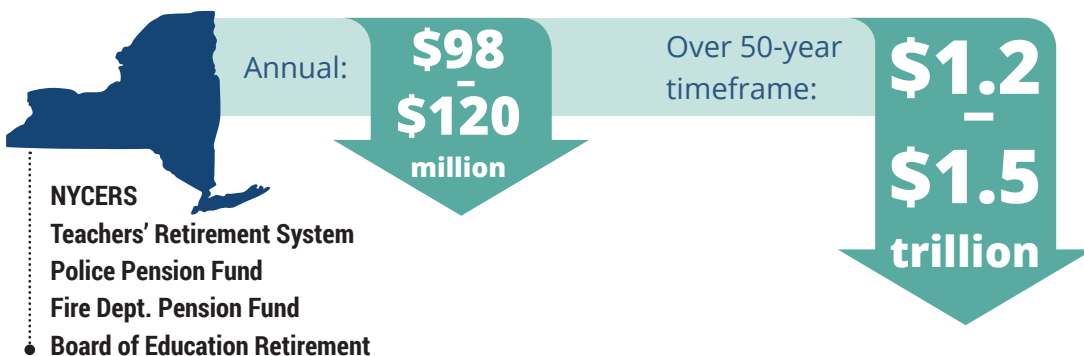 Annual:
$98
–
$120
million
Over 50-year
timeframe:
$1.2
–
$1.5
trillion
NYCERS
Teachers’ Retirement System
Police Pension Fund
Fire Dept. Pension Fund
Board of Education Retirement